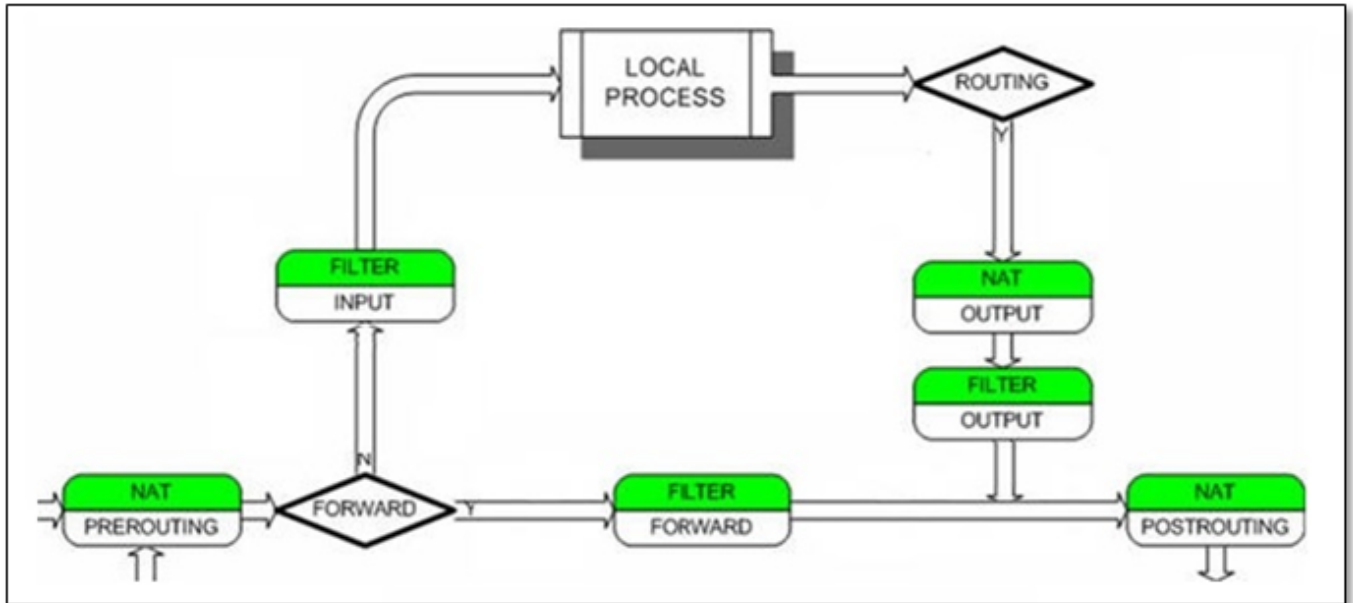 LOCAL
PROCESS
ROUTING
Y
FILTER
INPUT
NAT
OUTPUT
FILTER
OUTPUT
N
NAT
PREROUTING
FORWARD
Y
FILTER
FORWARD
NAT
POSTROUTING